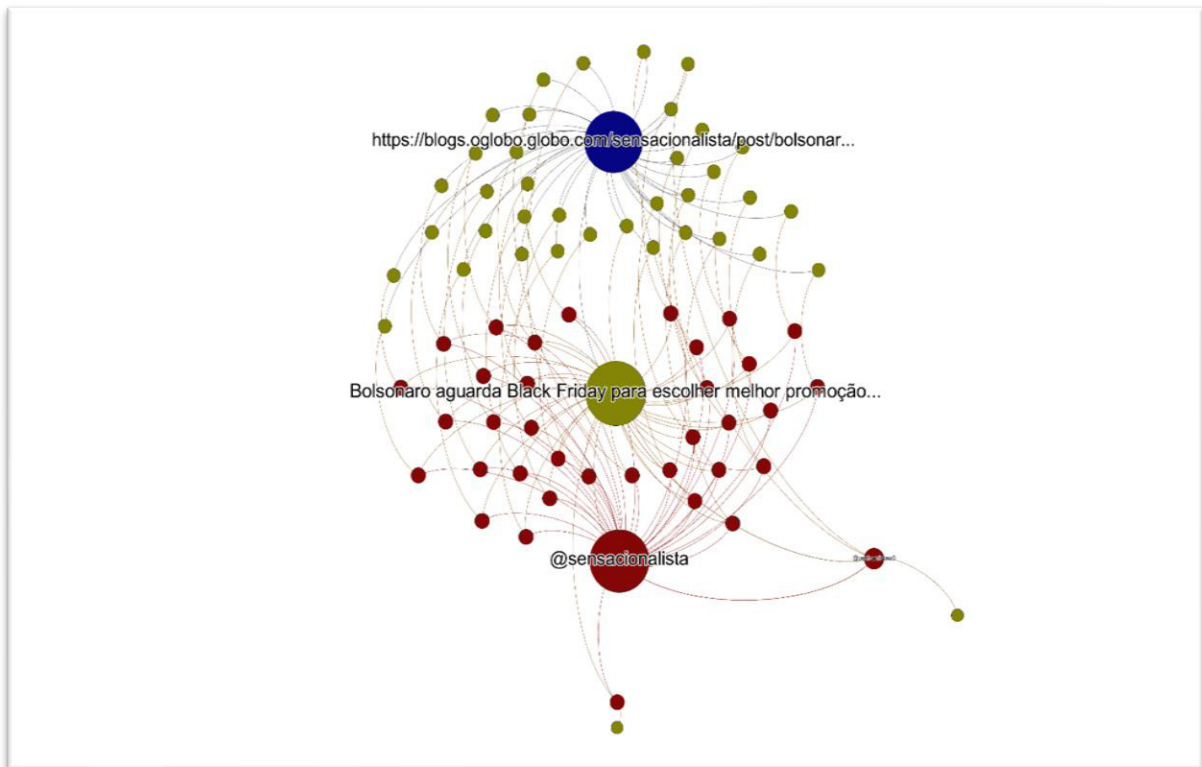 https://blogs.oglobo.globo.com/sensacionalista/post/bolsonar...
Bolsonaro aguarda Black Friday para escolher melhor promoção...
@sensacionalista